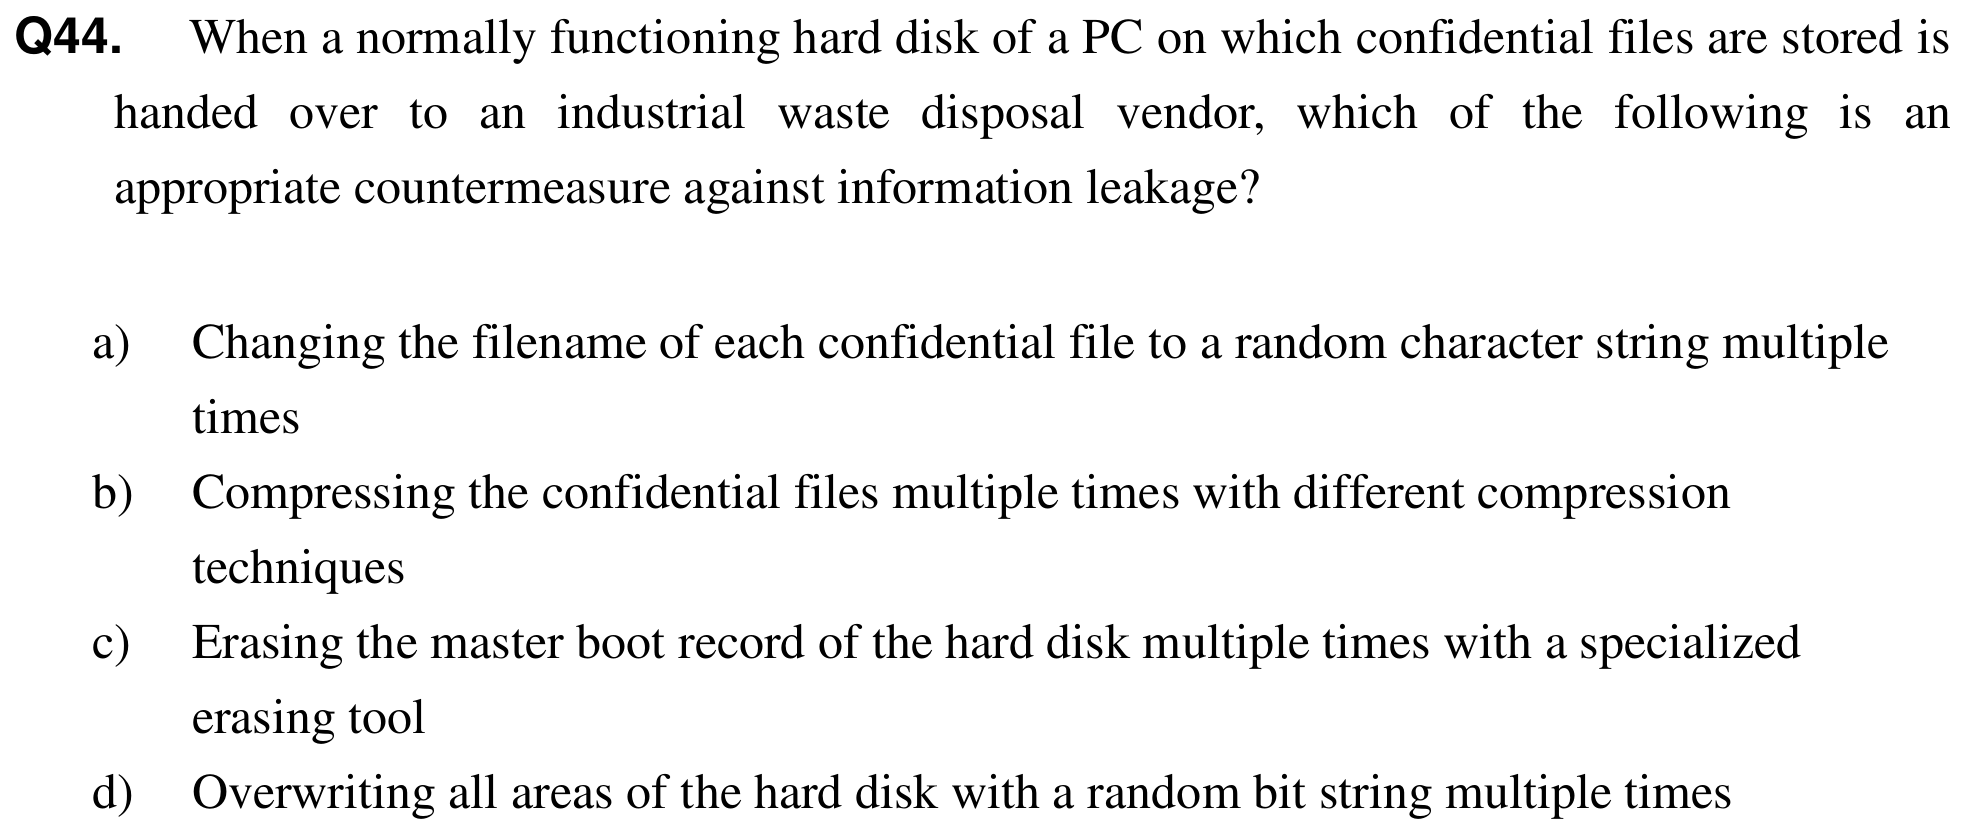 Q44. When a normally functioning hard disk of a PC on which confidential files are stored is
handed over to an industrial waste disposal vendor, which of the following is an
appropriate countermeasure against information leakage?
a) Changing the filename of each confidential file to a random character string multiple
times
b) Compressing the confidential files multiple times with different compression
techniques
c) Erasing the master boot record of the hard disk multiple times with a specialized
erasing tool
d) Overwriting all areas of the hard disk with a random bit string multiple times